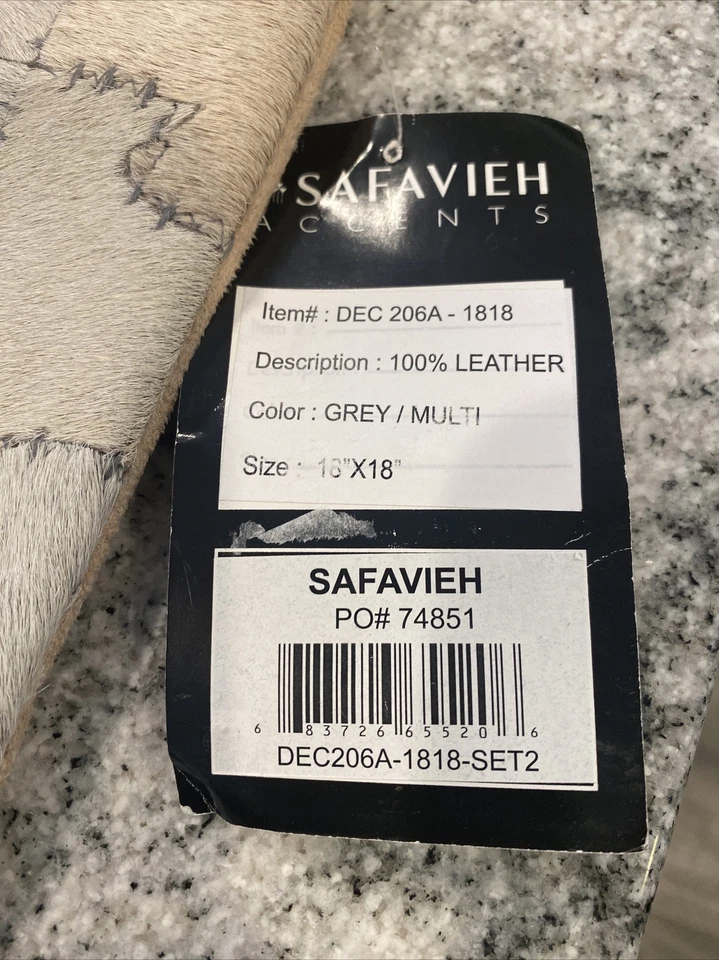 SAFAVIEH
ACCENTS
Item# : DEC 206A - 1818
Description : 100% LEATHER
Color : GREY / MULTI
Size : 18”X18”
SAFAVIEH
PO# 74851
6 83726 65520 6
DEC206A-1818-SET2